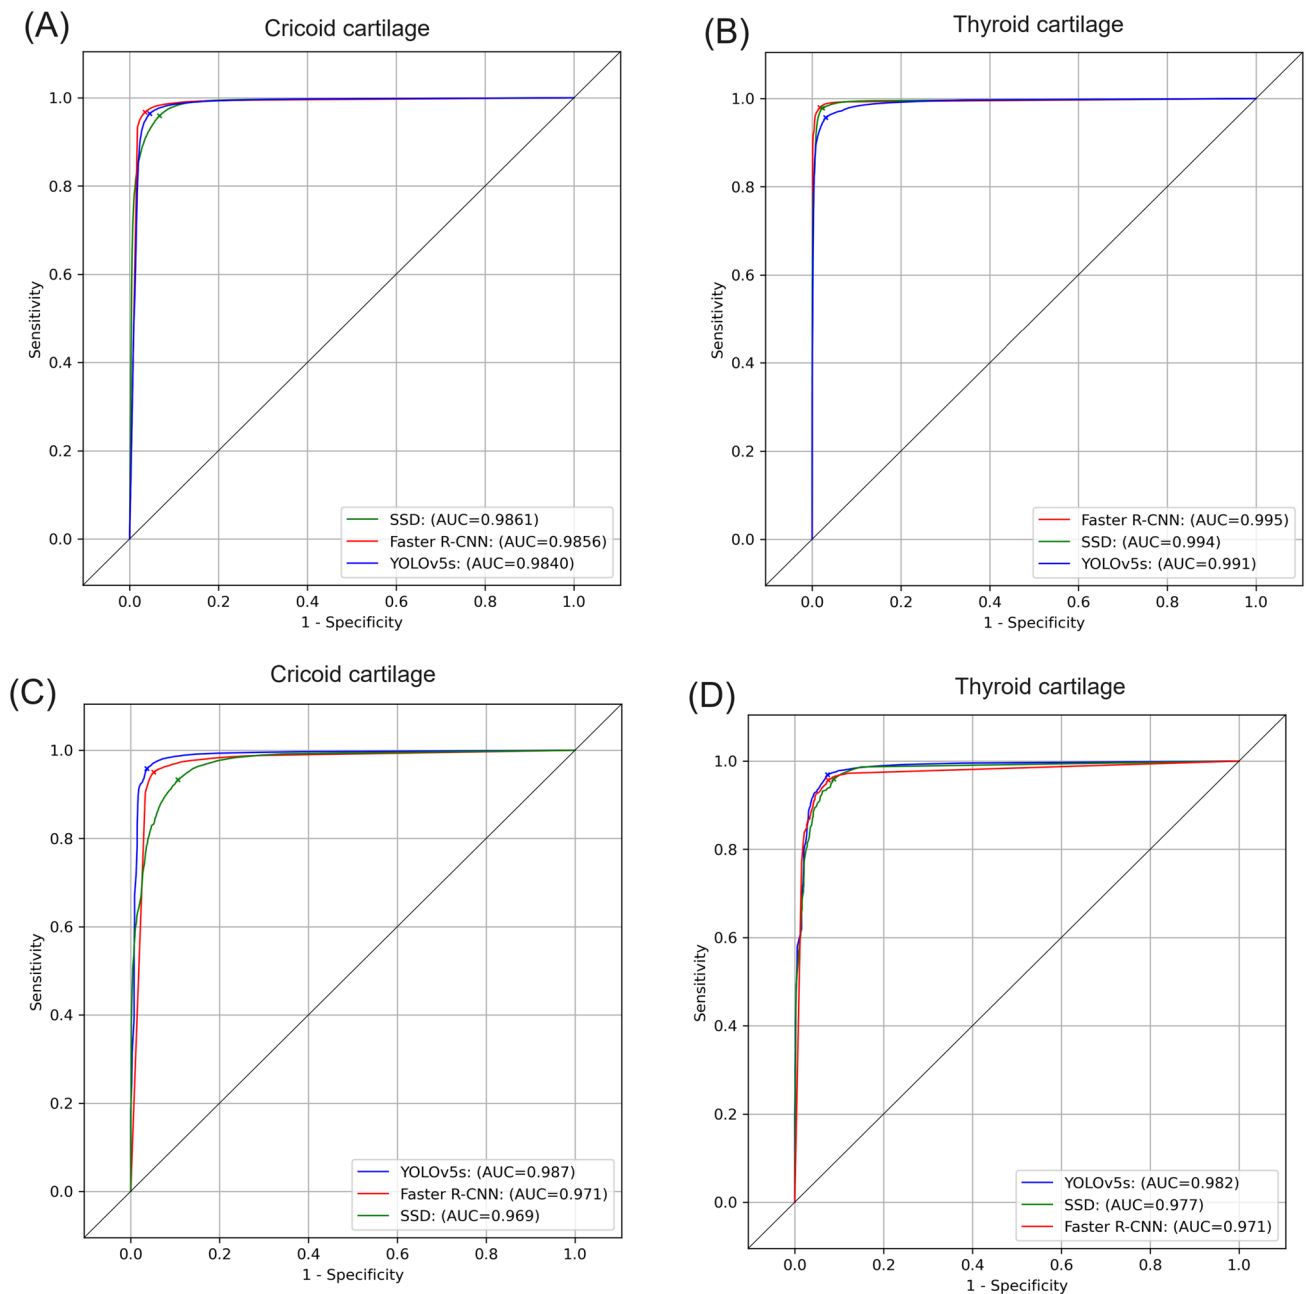 (A)
Cricoid cartilage
1.0
0.8
0.6
0.4
0.2
0.0
Sensitivity
SSD: (AUC=0.9861)
Faster R-CNN: (AUC=0.9856)
YOLOv5s: (AUC=0.9840)
0.0 0.2 0.4 0.6 0.8 1.0
1 - Specificity
(B)
Thyroid cartilage
1.0
0.8
0.6
0.4
0.2
0.0
Sensitivity
Faster R-CNN: (AUC=0.995)
SSD: (AUC=0.994)
YOLOv5s: (AUC=0.991)
0.0 0.2 0.4 0.6 0.8 1.0
1 - Specificity
(C)
Cricoid cartilage
1.0
0.8
0.6
0.4
0.2
0.0
Sensitivity
YOLOv5s: (AUC=0.987)
Faster R-CNN: (AUC=0.971)
SSD: (AUC=0.969)
0.0 0.2 0.4 0.6 0.8 1.0
1 - Specificity
(D)
Thyroid cartilage
1.0
0.8
0.6
0.4
0.2
0.0
Sensitivity
YOLOv5s: (AUC=0.982)
SSD: (AUC=0.977)
Faster R-CNN: (AUC=0.971)
0.0 0.2 0.4 0.6 0.8 1.0
1 - Specificity